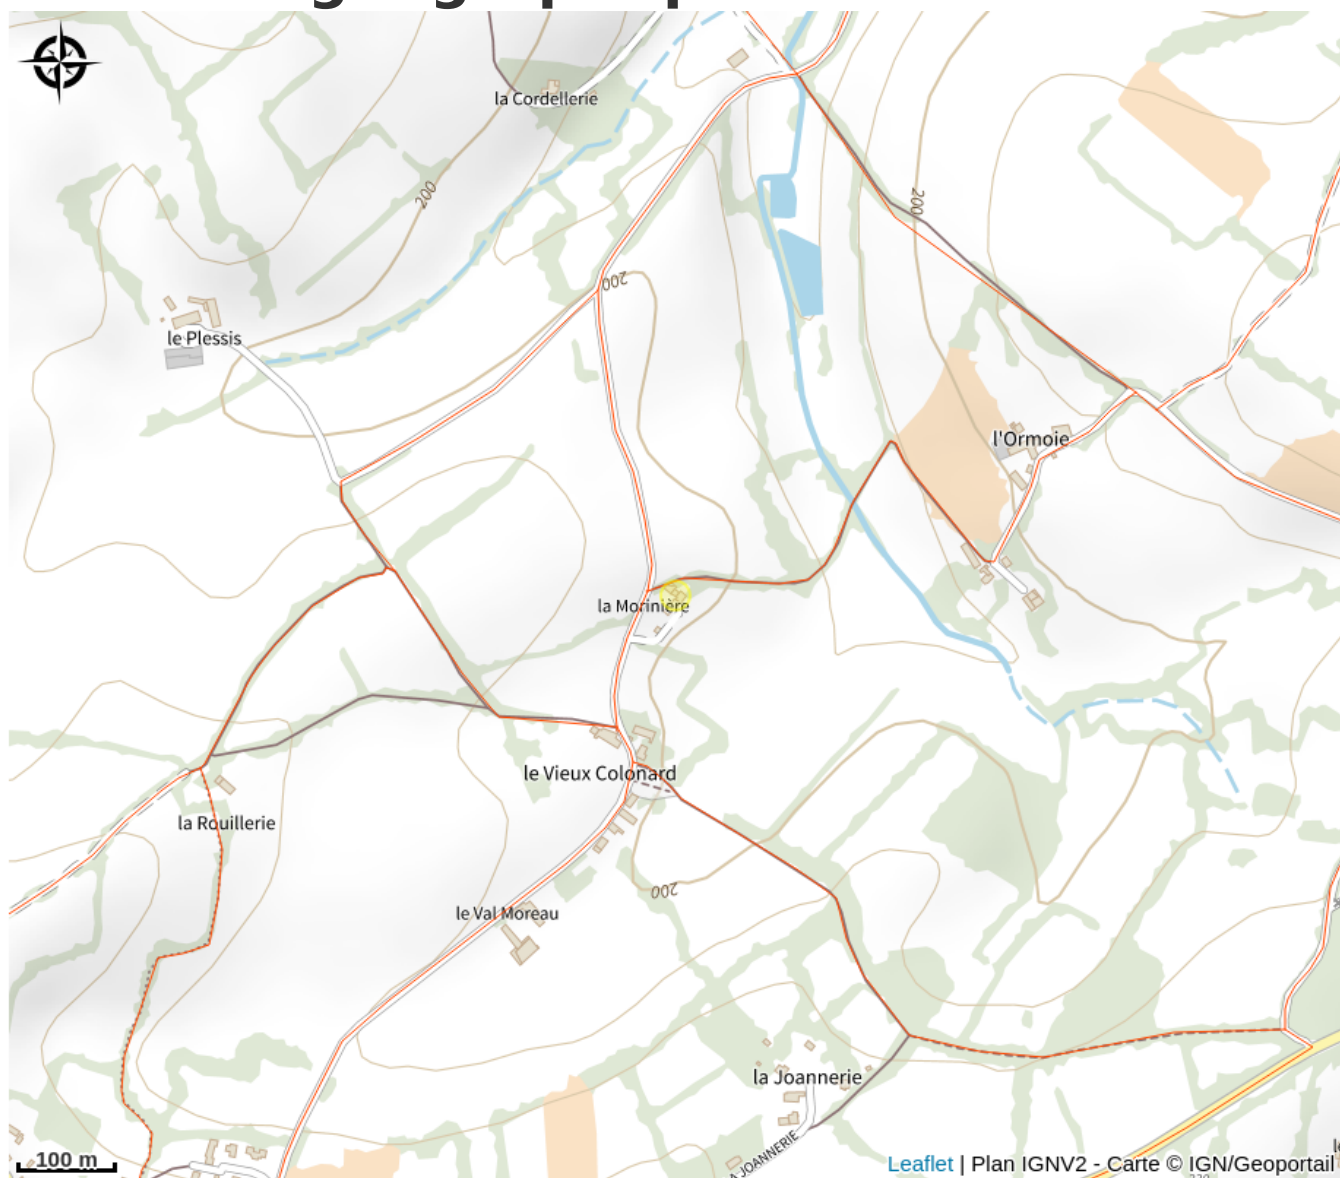 la Cordellerie
200
200
200
le Plessis
l'Ormoie
la Morinière
le Vieux Colonard
la Rouillerie
200
le Val Moreau
la Joannerie
JOANNERIE
100 m
Leaflet | Plan IGNV2 - Carte © IGN/Geoportail